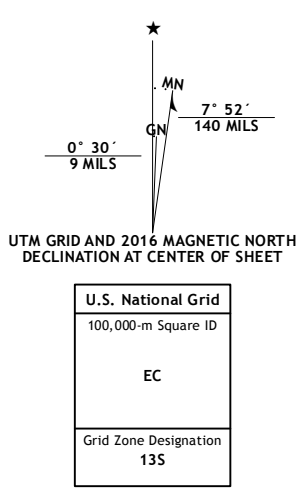 ★
MN
GN
7° 52´
140 MILS
0° 30´
9 MILS
UTM GRID AND 2016 MAGNETIC NORTH
DECLINATION AT CENTER OF SHEET
U.S. National Grid
100,000-m Square ID
EC
Grid Zone Designation
13S